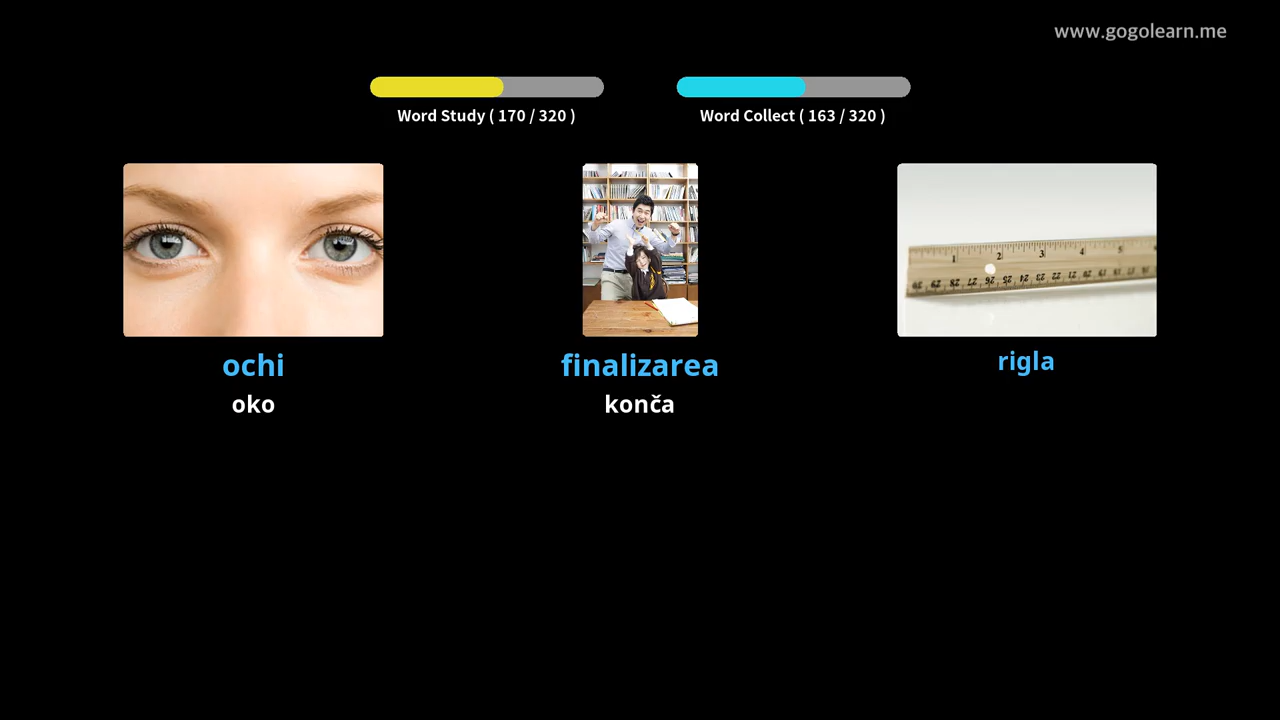 www.gogolearn.me
Word Study ( 170 / 320 )
Word Collect ( 163 / 320 )
ochi
oko
finalizarea
konča
rigla